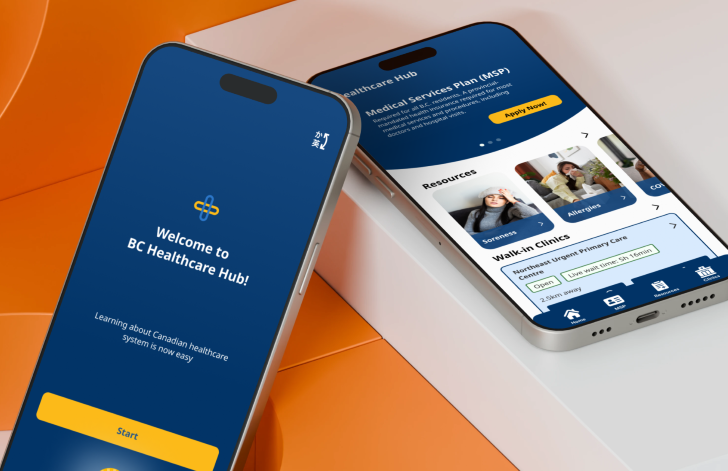 か
英
Welcome to
BC Healthcare Hub!
Learning about Canadian healthcare
system is now easy
Start
ealthcare Hub
Medical Services Plan (MSP)
Required for all B.C. residents. A provincial-
mandated health insurance required for most
medical services and procedures, including
doctors and hospital visits.
Apply Now!
Resources
Soreness
Allergies
Walk-in Clinics
Northeast Urgent Primary Care
Centre
Open
Live wait time: 5h 16min
2.5km away
Home
MSP
Resources
Clinics